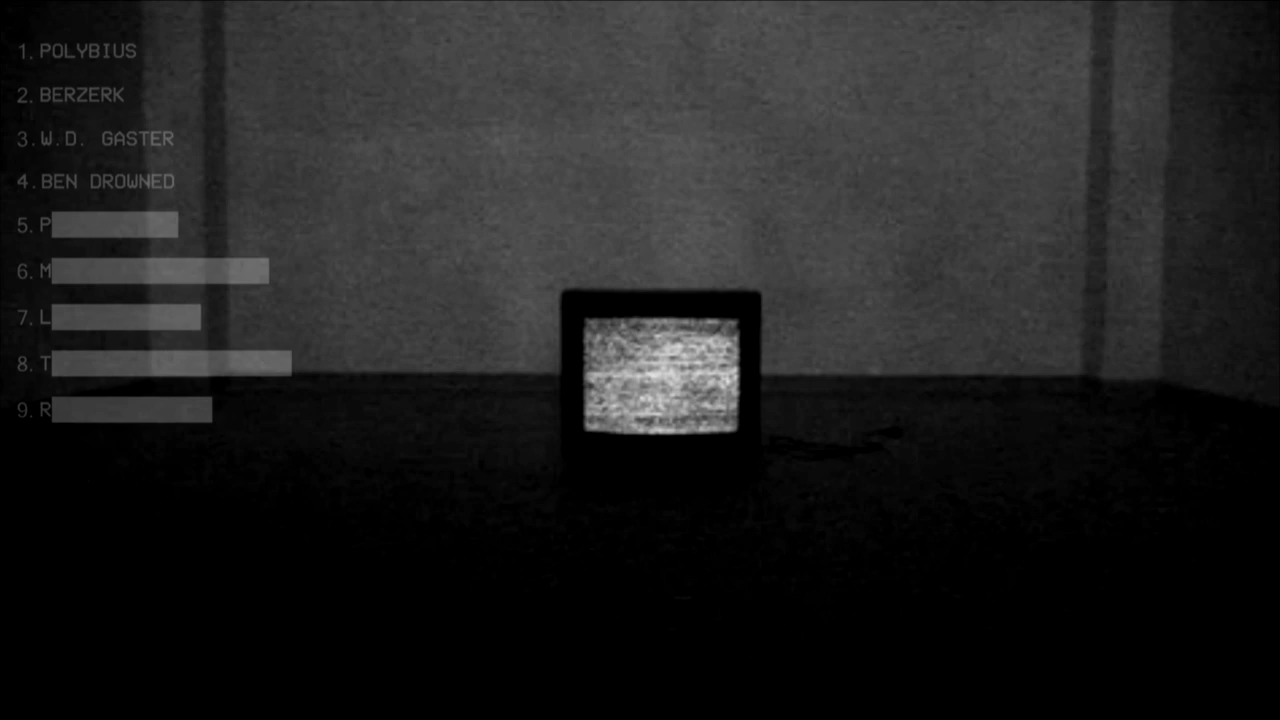 1. POLYBIUS
2. BERZERK
3. W.D. GASTER
4. BEN DROWNED
5. P
6. M
7. L
8. T
9. R